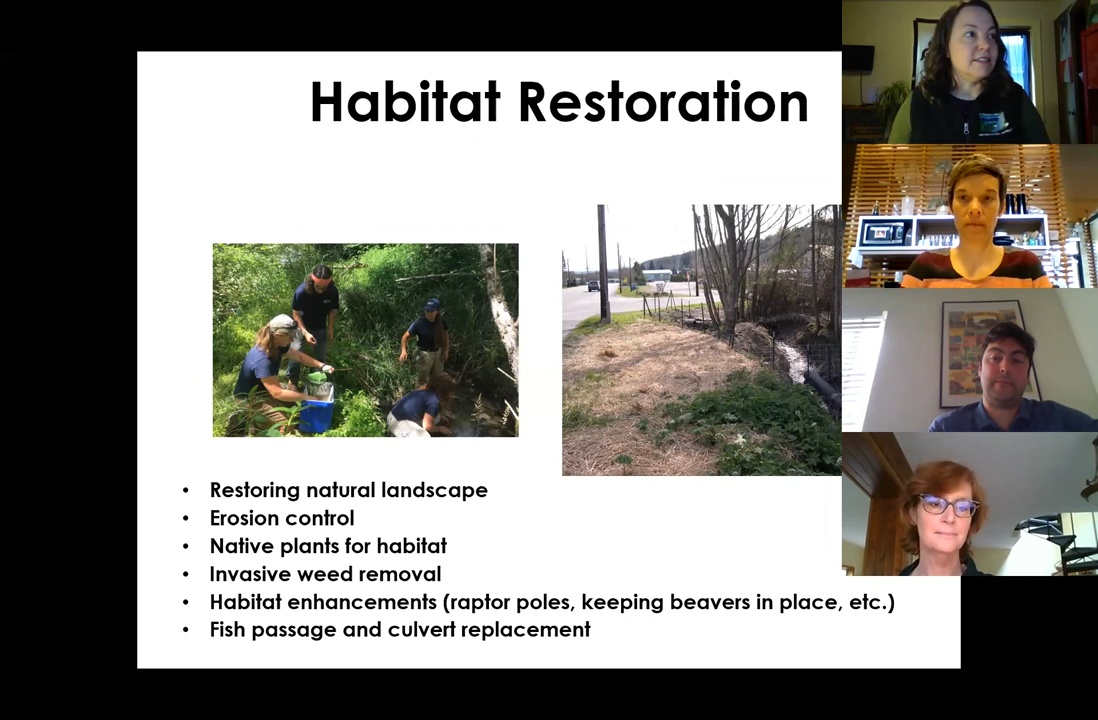 Habitat Restoration
• Restoring natural landscape
• Erosion control
• Native plants for habitat
• Invasive weed removal
• Habitat enhancements (raptor poles, keeping beavers in place, etc.)
• Fish passage and culvert replacement